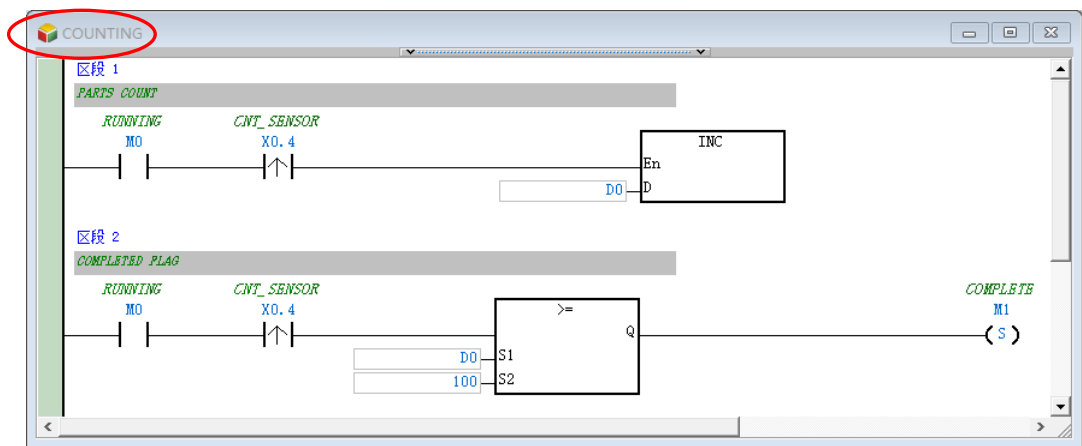 COUNTING
区段 1
PARTS COUNT
RUNNING CNT_SENSOR
M0 X0.4 INC
En
D0 D
区段 2
COMPLETED FLAG
RUNNING CNT_SENSOR COMPLETE
M0 X0.4 >= M1
Q S
D0 S1
100 S2